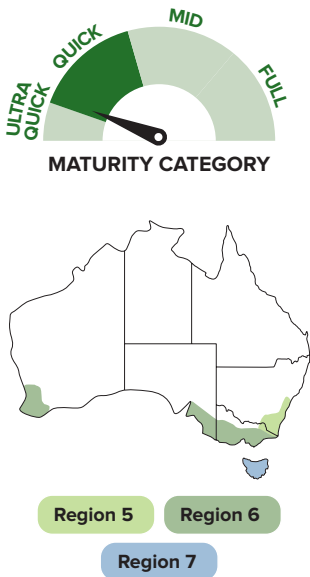 ULTRA
QUICK
QUICK
MID
FULL
MATURITY CATEGORY
Region 5
Region 6
Region 7